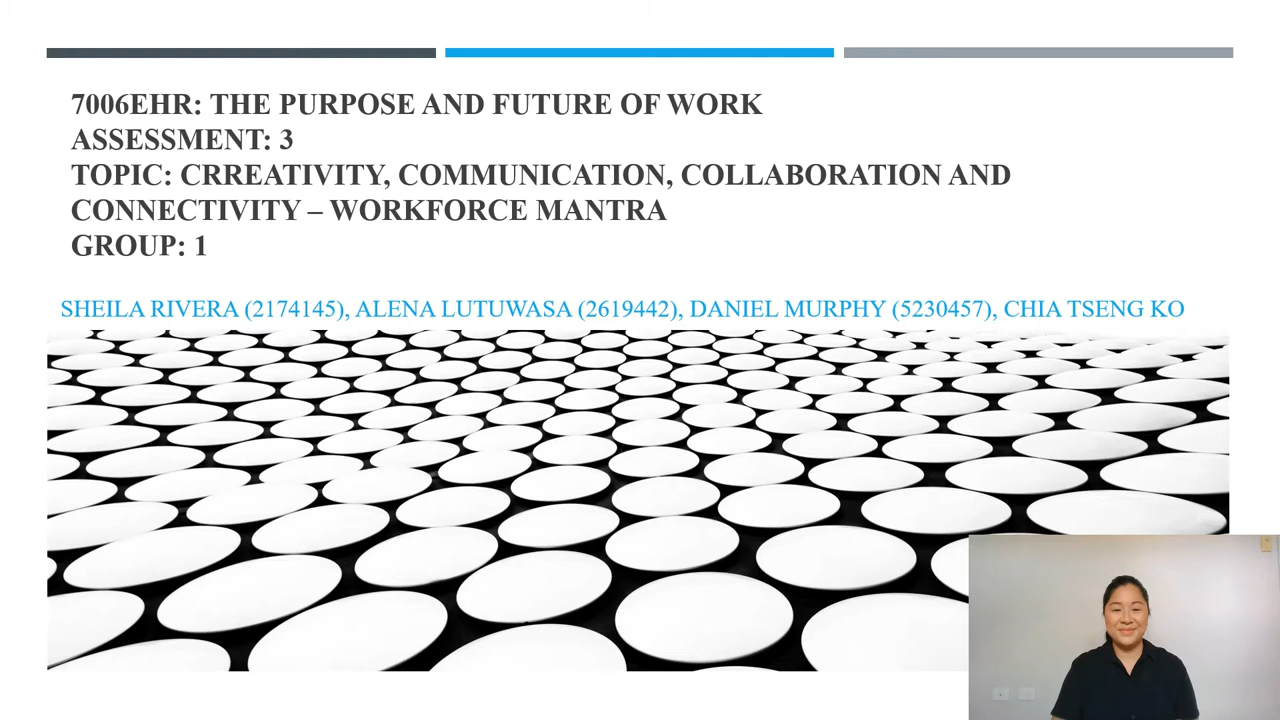 7006EHR: THE PURPOSE AND FUTURE OF WORK
ASSESSMENT: 3
TOPIC: CRREATIVITY, COMMUNICATION, COLLABORATION AND
CONNECTIVITY – WORKFORCE MANTRA
GROUP: 1
SHEILA RIVERA (2174145), ALENA LUTUWASA (2619442), DANIEL MURPHY (5230457), CHIA TSENG KO